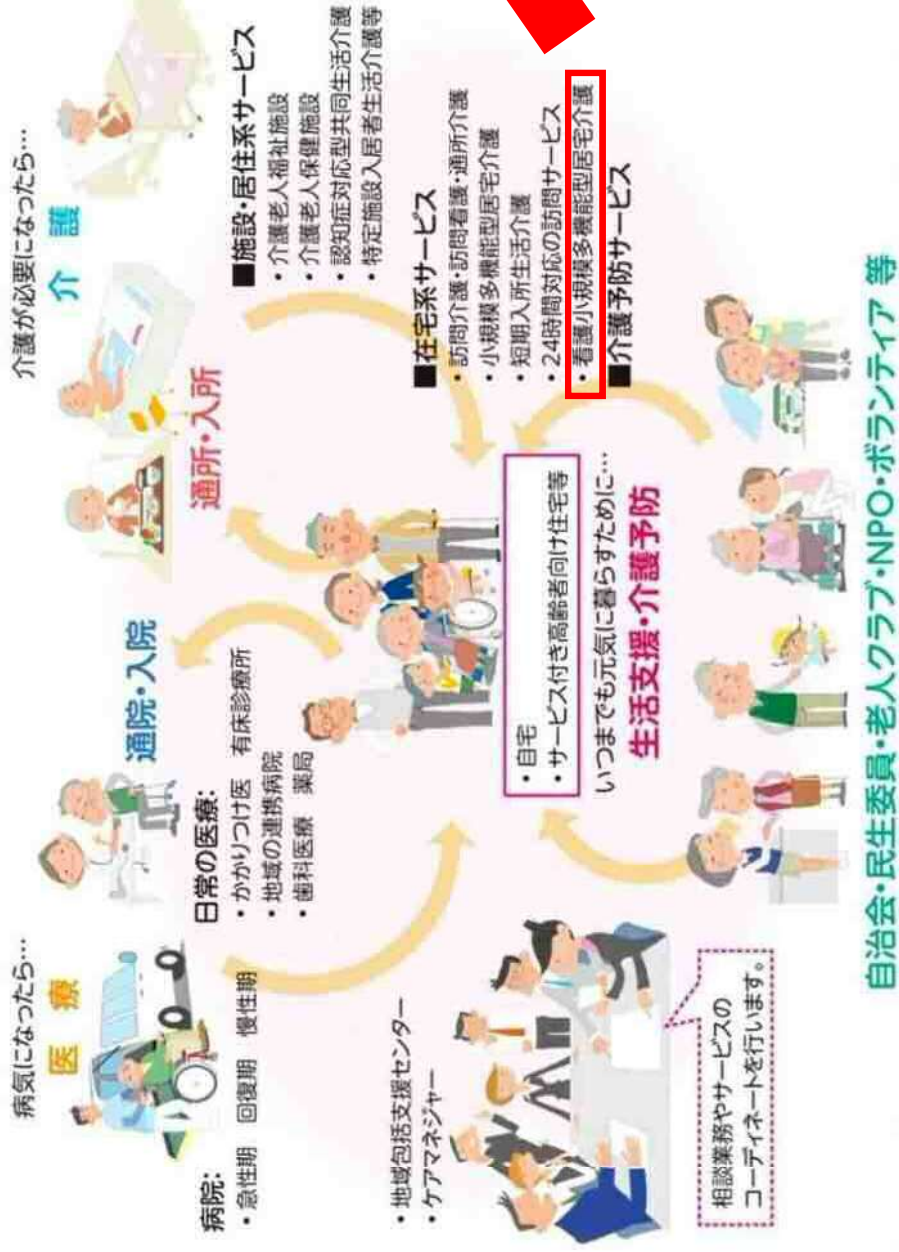 病気になったら…
医 療
病院:
・急性期 回復期 慢性期
日常の医療:
・かかりつけ医 有床診療所
・地域の連携病院
・歯科医療 薬局
通院・入院
介護が必要になったら…
介 護
通所・入所
■施設・居住系サービス
・介護老人福祉施設
・介護老人保健施設
・認知症対応型共同生活介護
・特定施設入居者生活介護等
■在宅系サービス
・訪問介護・訪問看護・通所介護
・小規模多機能型居宅介護
・短期入所生活介護
・24時間対応の訪問サービス
・看護小規模多機能型居宅介護
■介護予防サービス
・地域包括支援センター
・ケアマネジャー
相談業務やサービスの
コーディネートを行います。
・自宅
・サービス付き高齢者向け住宅等
いつまでも元気に暮らすために…
生活支援・介護予防
自治会・民生委員・老人クラブ・NPO・ボランティア 等